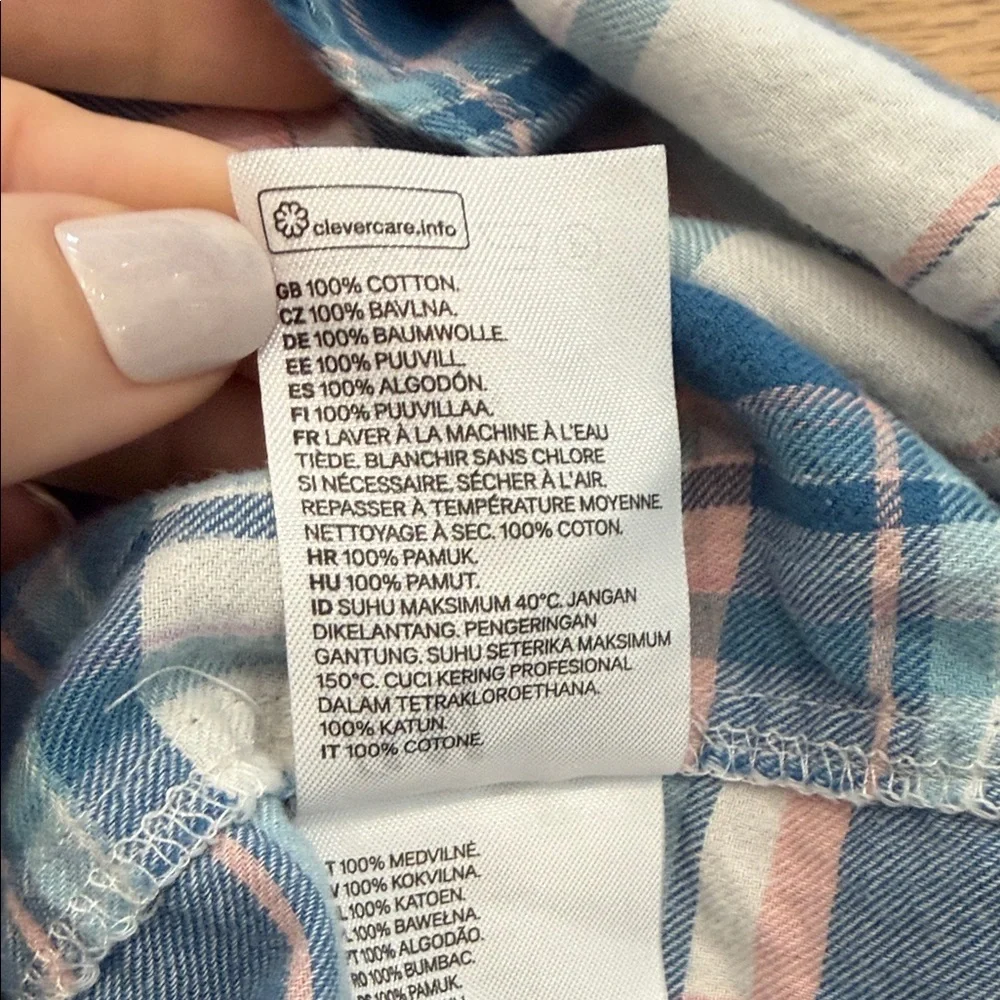 clevercare.info
GB 100% COTTON.
CZ 100% BAVLNA.
DE 100% BAUMWOLLE.
EE 100% PUUVILL.
ES 100% ALGODÓN.
FI 100% PUUVILLAA.
FR LAVER À LA MACHINE À L'EAU
TIÈDE. BLANCHIR SANS CHLORE
SI NÉCESSAIRE. SÉCHER À L'AIR.
REPASSER À TEMPÉRATURE MOYENNE.
NETTOYAGE À SEC. 100% COTON.
HR 100% PAMUK.
HU 100% PAMUT.
ID SUHU MAKSIMUM 40°C. JANGAN
DIKELANTANG. PENGERINGAN
GANTUNG. SUHU SETERIKA MAKSIMUM
150°C. CUCI KERING PROFESIONAL
DALAM TETRAKLOROETHANA.
100% KATUN.
IT 100% COTONE.
T 100% MEDVILNĖ.
V 100% KOKVILNA.
L 100% KATOEN.
L 100% BAWEŁNA.
PT 100% ALGODÃO.
RO 100% BUMBAC.
100% PAMUK.